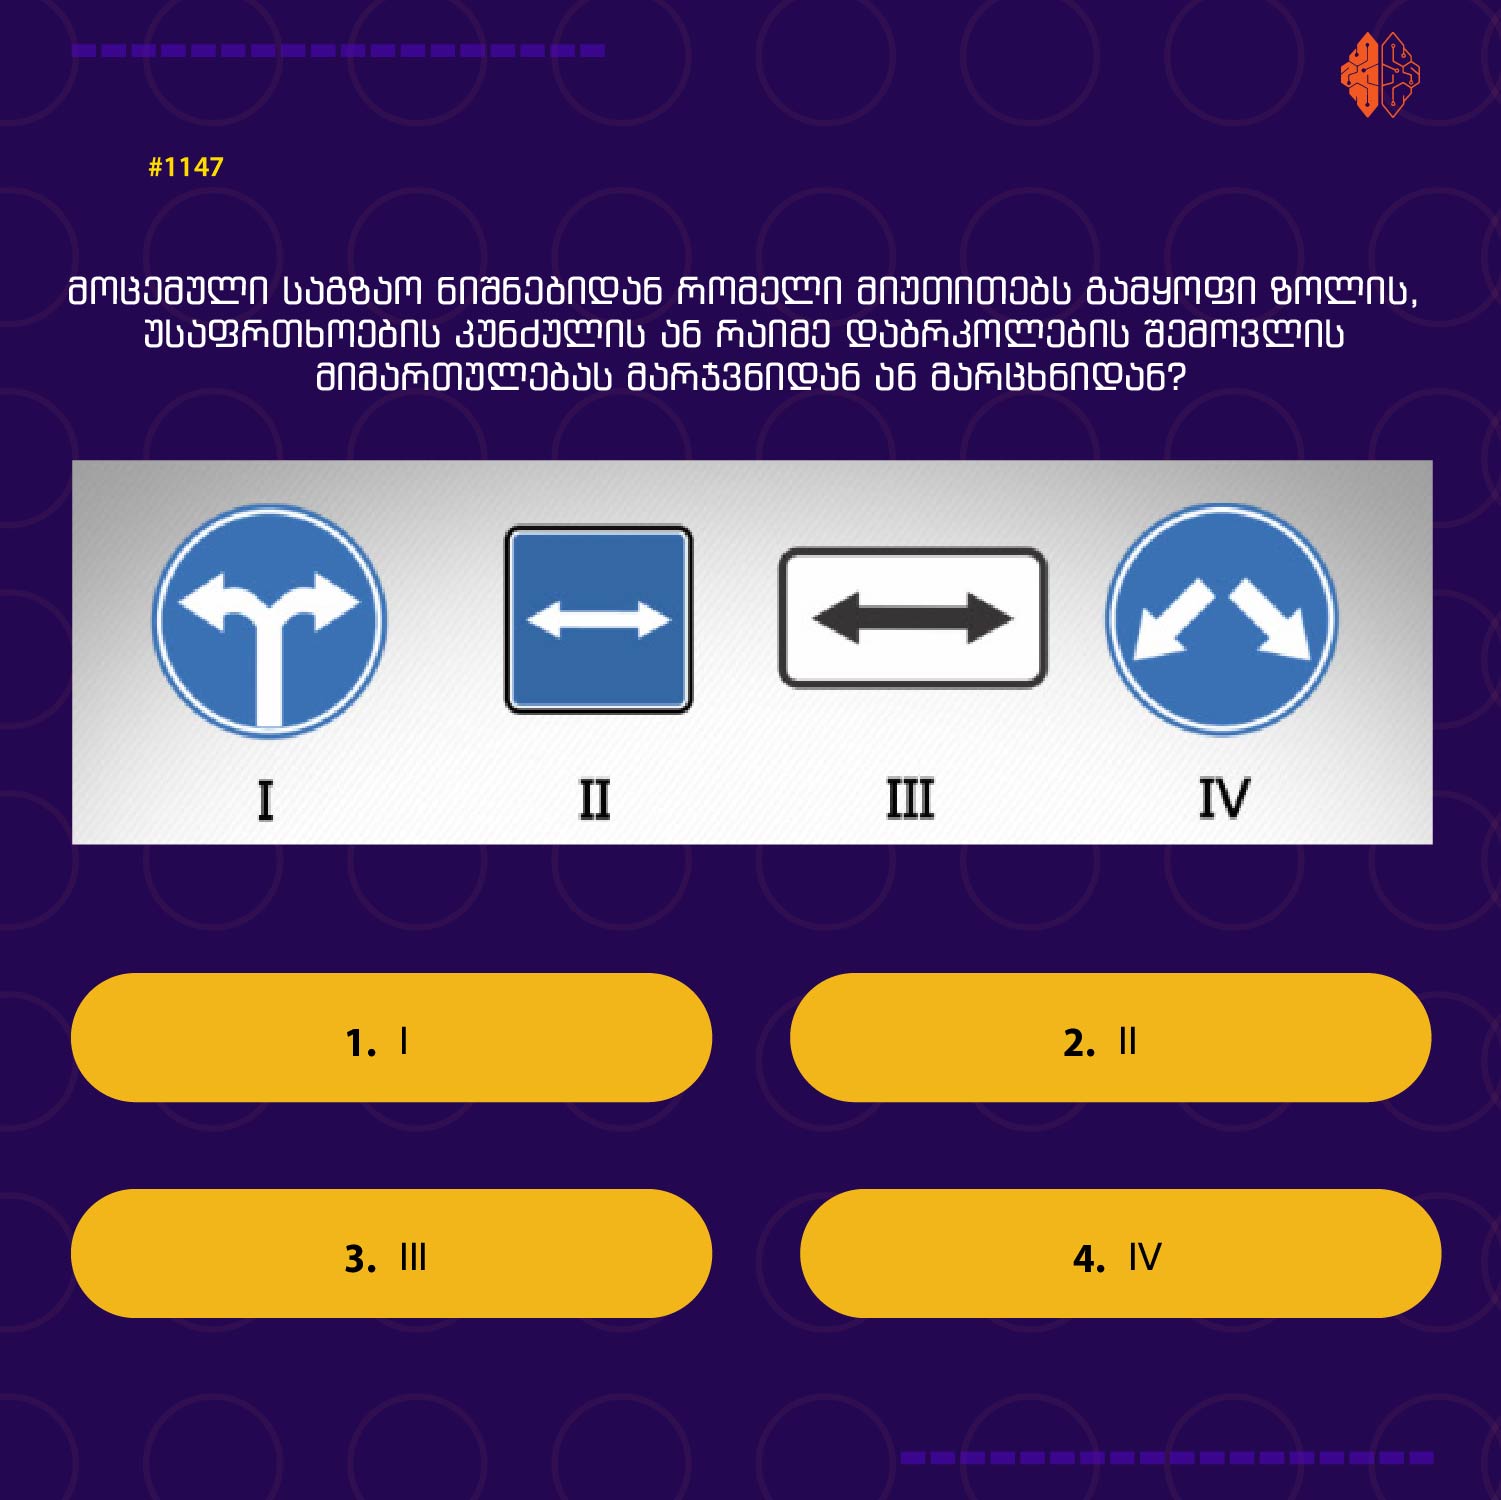 #1147
მოცემული საგზაო ნიშნებიდან რომელი მიუთითებს გამყოფი ზოლის,
უსაფრთხოების კუნძულის ან რაიმე დაბრკოლების შემოვლის
მიმართულებას მარჯვნიდან ან მარცხნიდან?
I II III IV
1. I 2. II
3. III 4. IV